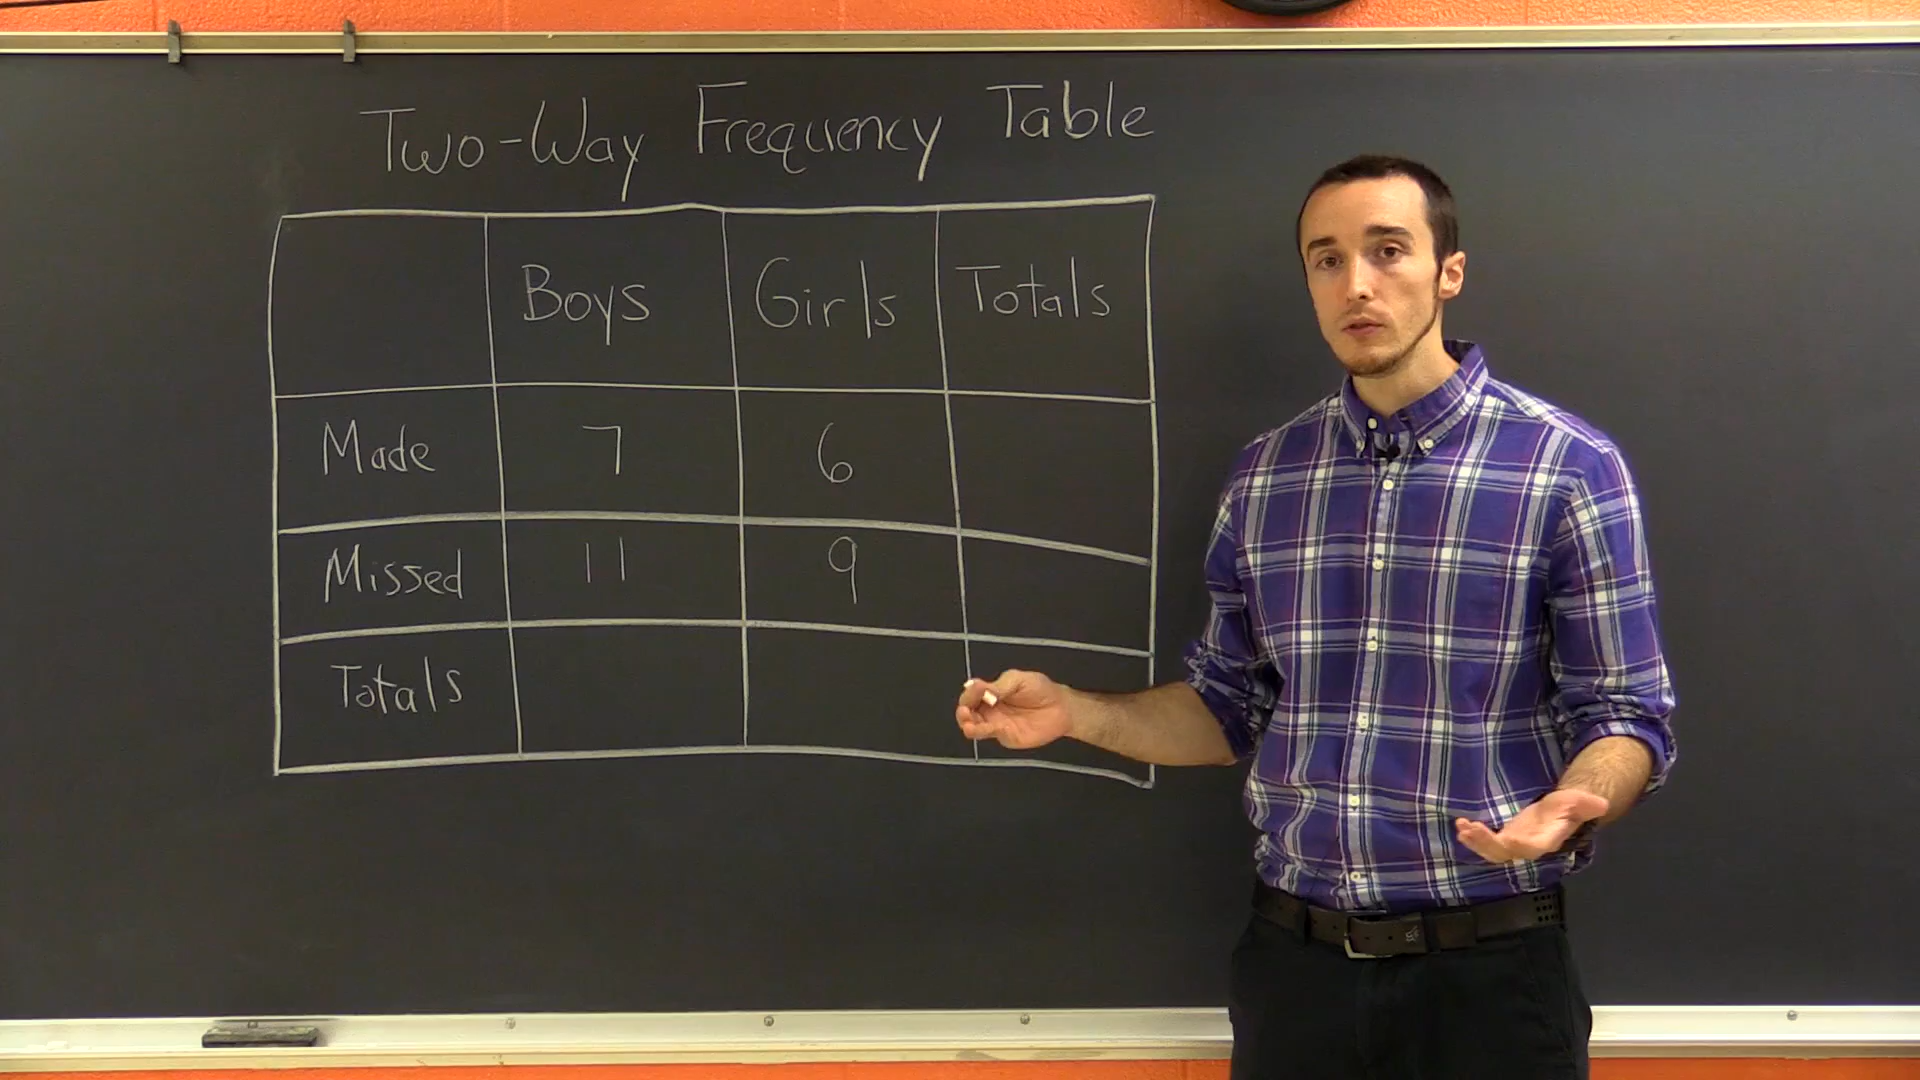 Two-Way Frequency Table
Boys Girls Totals
Made 7 6
Missed 11 9
Totals